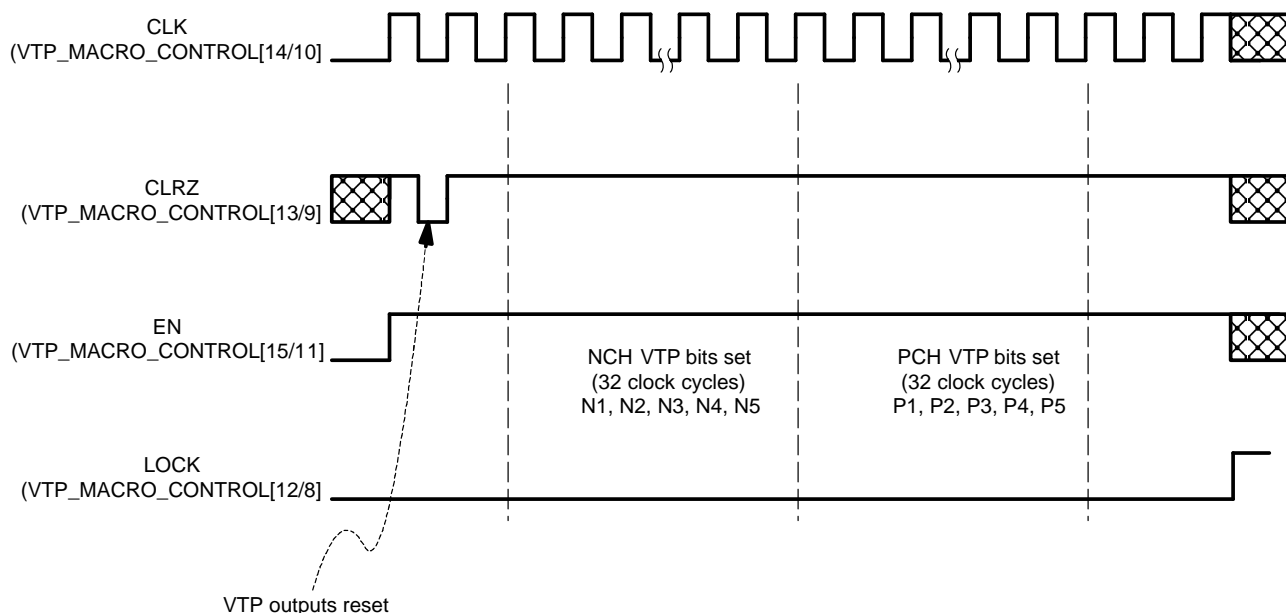 CLK
(VTP_MACRO_CONTROL[14/10]
CLRZ
(VTP_MACRO_CONTROL[13/9]
EN
(VTP_MACRO_CONTROL[15/11]
NCH VTP bits set
(32 clock cycles)
N1, N2, N3, N4, N5
PCH VTP bits set
(32 clock cycles)
P1, P2, P3, P4, P5
LOCK
(VTP_MACRO_CONTROL[12/8]
VTP outputs reset